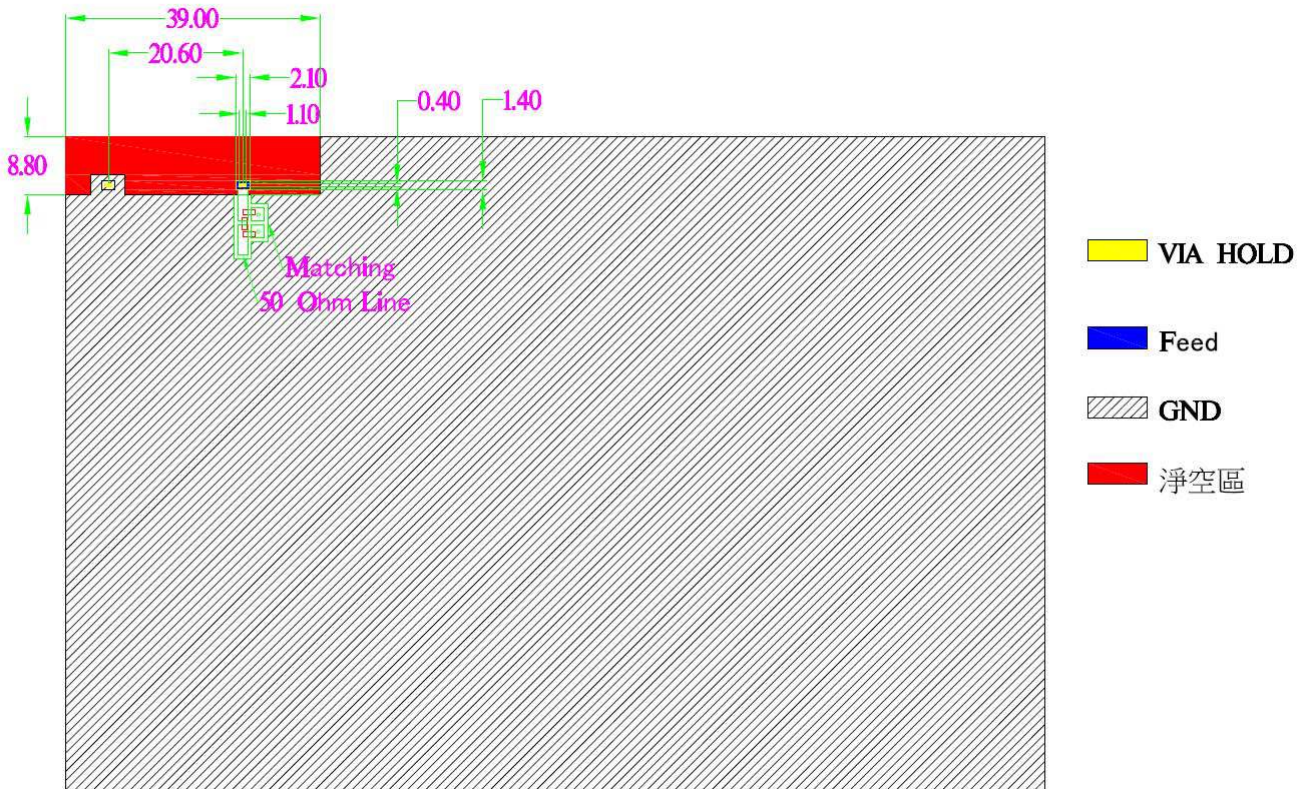 39.00
20.60
2.10
1.10
0.40
1.40
8.80
Matching
50 Ohm Line
VIA HOLD
Feed
GND
淨空區